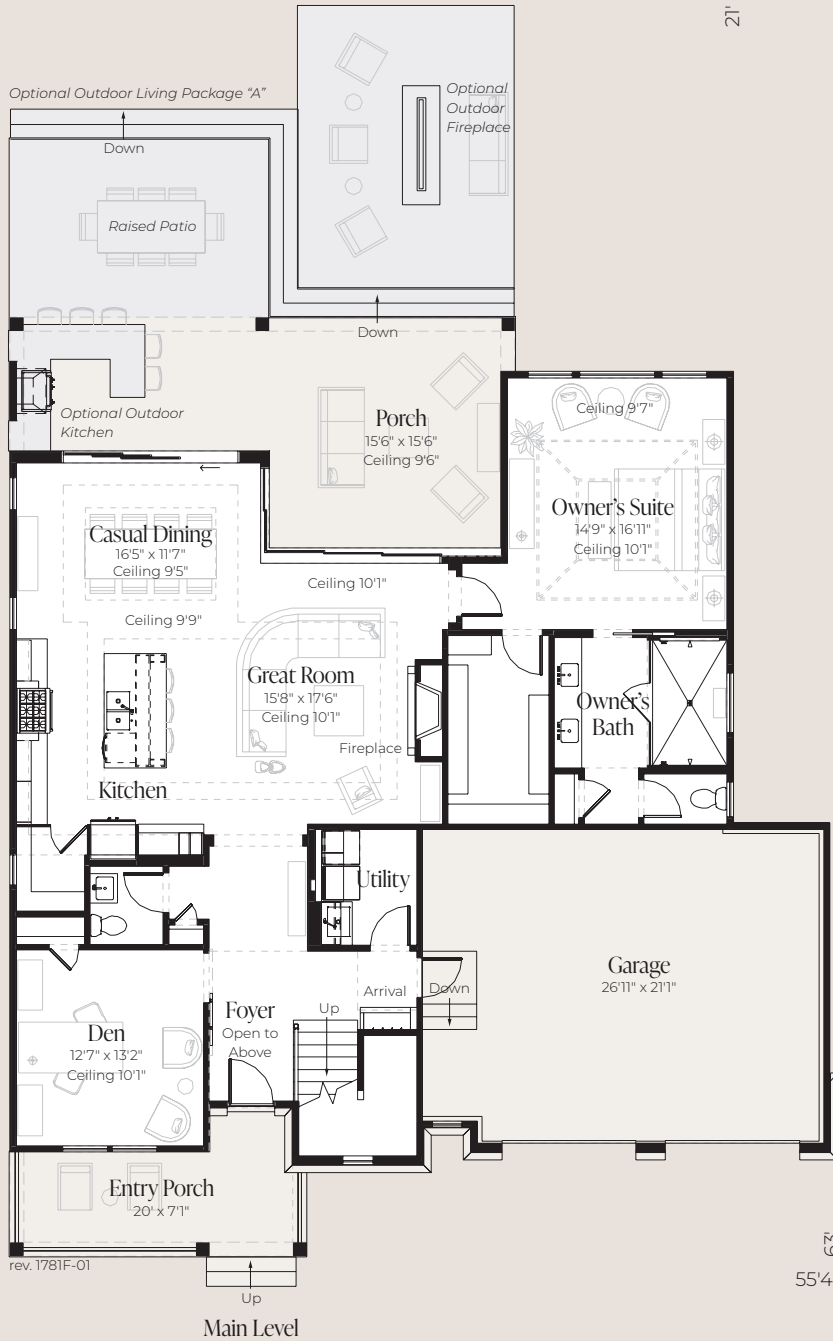 21'
Optional Outdoor Living Package “A”
Optional
Outdoor
Fireplace
Down
Raised Patio
Down
Optional Outdoor
Kitchen
Porch
15'6" x 15'6"
Ceiling 9'6"
Ceiling 9'7"
Owner's Suite
14'9" x 16'11"
Ceiling 10'1"
Casual Dining
16'5" x 11'7"
Ceiling 9'5"
Ceiling 10'1"
Ceiling 9'9"
Great Room
15'8" x 17'6"
Ceiling 10'1"
Fireplace
Owner's
Bath
Kitchen
Utility
Garage
26'11" x 21'1"
Arrival
Down
Foyer
Open to
Above
Up
Den
12'7" x 13'2"
Ceiling 10'1"
Entry Porch
20' x 7'1"
rev. 1781F-01
63'
55'4
Up
Main Level